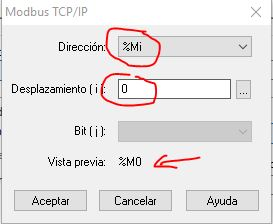 Modbus TCP/IP
Dirección: %Mi
Desplazamiento ( i ): 0 ...
Bit ( j ):
Vista previa: %M0
Aceptar Cancelar Ayuda